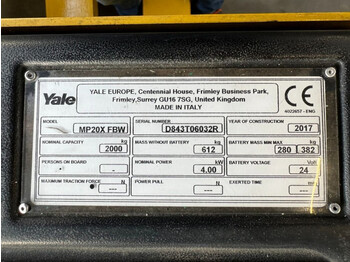 Yale
YALE EUROPE, Centennial House, Frimley Business Park,
Frimley,Surrey GU16 7SG, United Kingdom
MADE IN ITALY
CE
4022657 - ENG
MODEL SERIAL NUMBER YEAR OF CONSTRUCTION
MP20X FBW D843T06032R 2017
NOMINAL CAPACITY kg MASS WITHOUT BATTERY kg BATTERY MASS MIN MAX kg
2000 612 280 382
PERSONS ON BOARD NOMINAL POWER kW BATTERY VOLTAGE Volt
- 4.00 24
MAXIMUM TRACTION FORCE N POWER PULL N EXERTED TIME min
--- --- ---